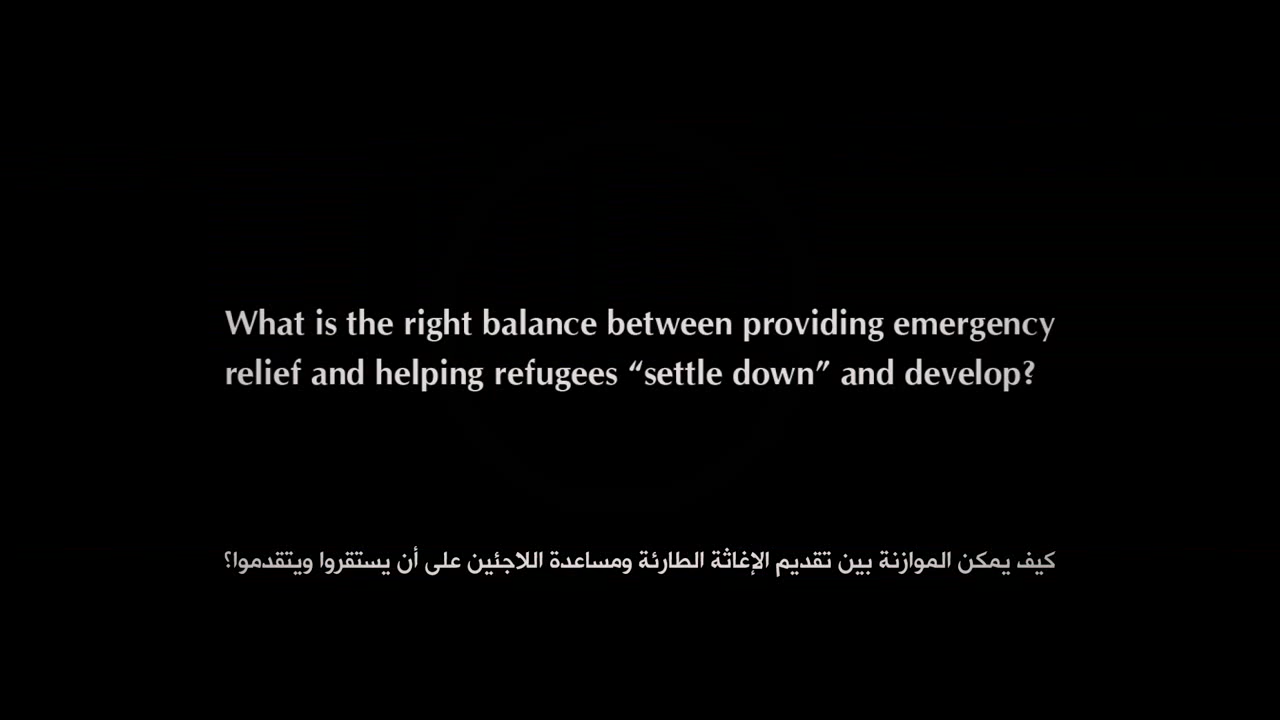 What is the right balance between providing emergency
relief and helping refugees “settle down” and develop?
كيف يمكن الموازنة بين تقديم الإغاثة الطارئة ومساعدة اللاجئين على أن يستقروا ويتقدموا؟